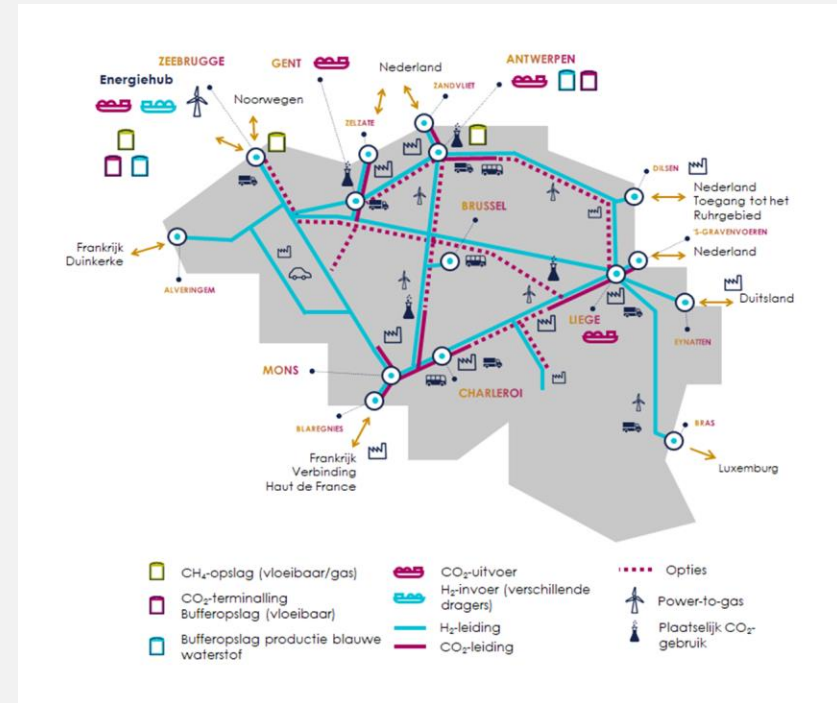 ZEEBRUGGE
GENT
Nederland
ANTWERPEN
Energiehub
Noorwegen
ZELZATE
ZANDVLIET
DILSEN
Nederland
Toegang tot het
Ruhrgebied
BRUSSEL
'S-GRAVENVOEREN
Nederland
Frankrijk
Duinkerke
ALVERINGEM
Duitsland
LIEGE
EYNATTEN
MONS
CHARLEROI
BLAREGNIES
BRAS
Frankrijk
Verbinding
Haut de France
Luxemburg
CH₄-opslag (vloeibaar/gas)
CO₂-terminalling
Bufferopslag (vloeibaar)
Bufferopslag productie blauwe
waterstof
CO₂-uitvoer
H₂-invoer (verschillende
dragers)
H₂-leiding
CO₂-leiding
Opties
Power-to-gas
Plaatselijk CO₂-
gebruik